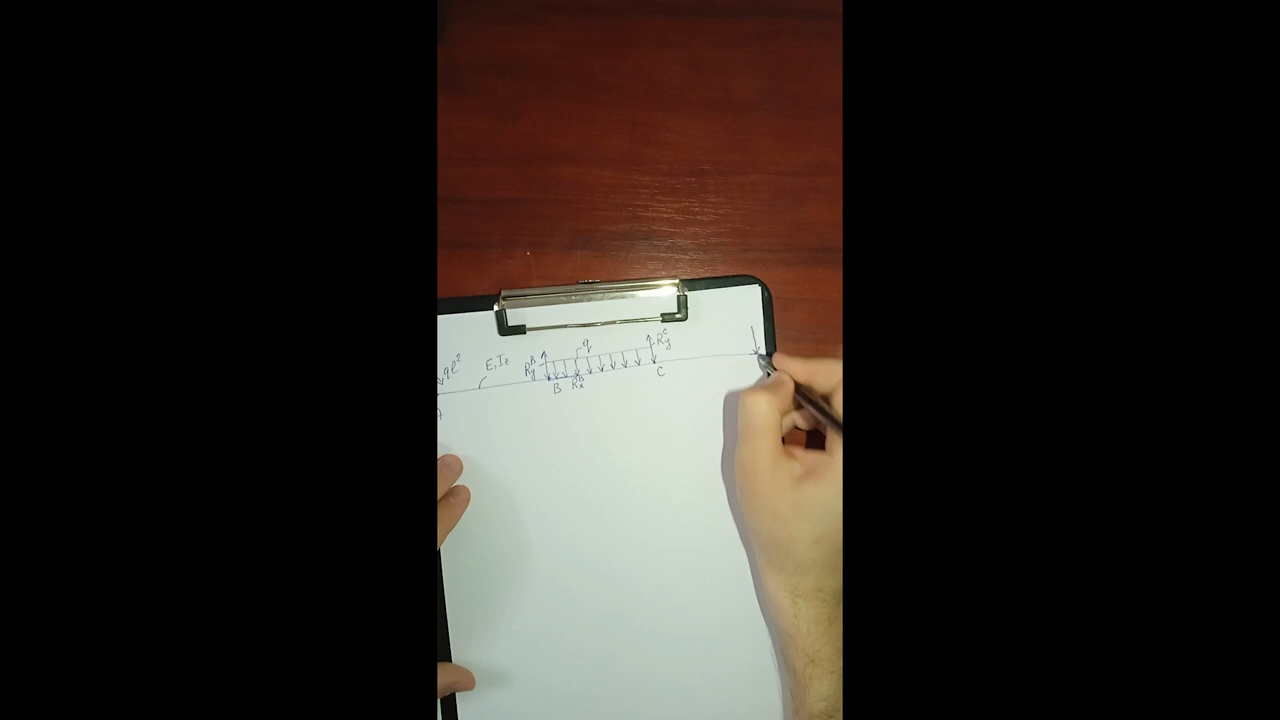 qℓ² E,I_z R_y^B q R_y^C
A B R_x^B C